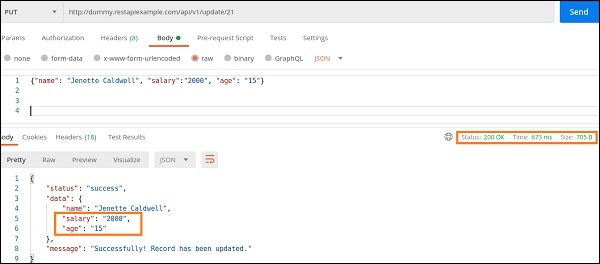 PUT http://dummy.restapiexample.com/api/v1/update/21 Send
Params Authorization Headers (8) Body Pre-request Script Tests Settings
none form-data x-www-form-urlencoded raw binary GraphQL JSON
1 {"name": "Jenette Caldwell", "salary":"2000", "age": "15"}
2
3
4
Body Cookies Headers (18) Test Results Status: 200 OK Time: 673 ms Size: 765 B
Pretty Raw Preview Visualize JSON
1 {
2 "status": "success",
3 "data": {
4 "name": "Jenette Caldwell",
5 "salary": "2000",
6 "age": "15"
7 },
8 "message": "Successfully! Record has been updated."
9 }